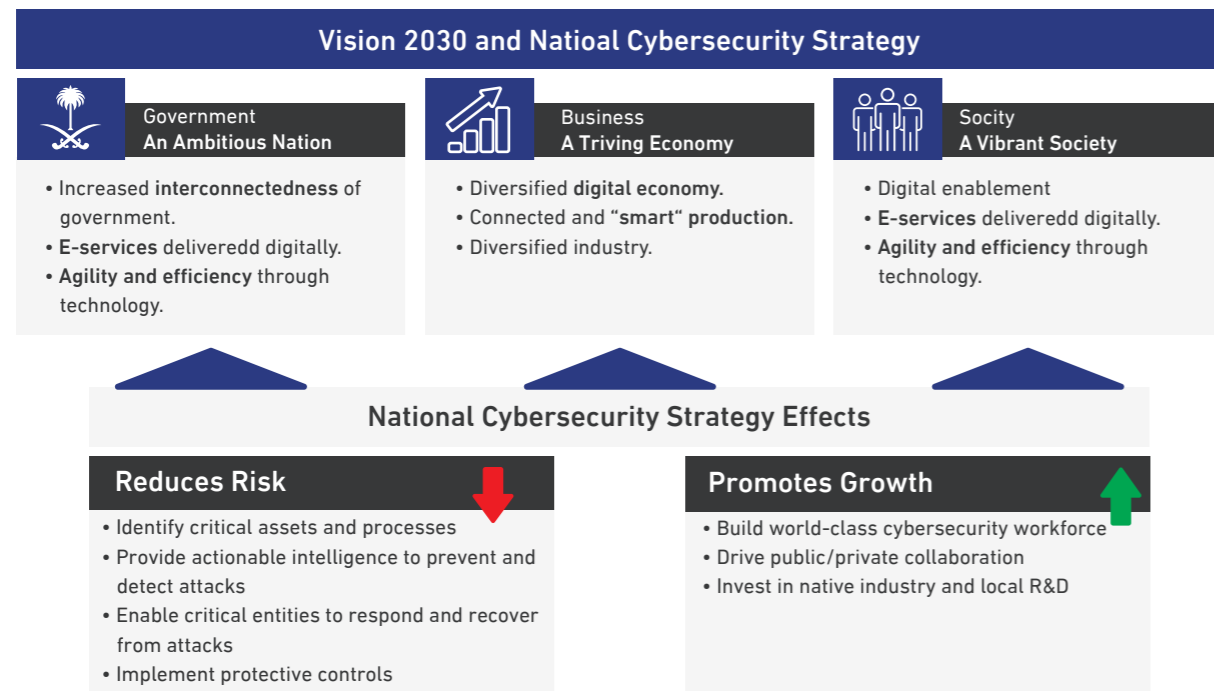 Vision 2030 and Natioal Cybersecurity Strategy
Government
An Ambitious Nation
• Increased interconnectedness of
government.
• E-services deliveredd digitally.
• Agility and efficiency through
technology.
Business
A Triving Economy
• Diversified digital economy.
• Connected and “smart“ production.
• Diversified industry.
Socity
A Vibrant Society
• Digital enablement
• E-services deliveredd digitally.
• Agility and efficiency through
technology.
National Cybersecurity Strategy Effects
Reduces Risk
• Identify critical assets and processes
• Provide actionable intelligence to prevent and
detect attacks
• Enable critical entities to respond and recover
from attacks
• Implement protective controls
Promotes Growth
• Build world-class cybersecurity workforce
• Drive public/private collaboration
• Invest in native industry and local R&D